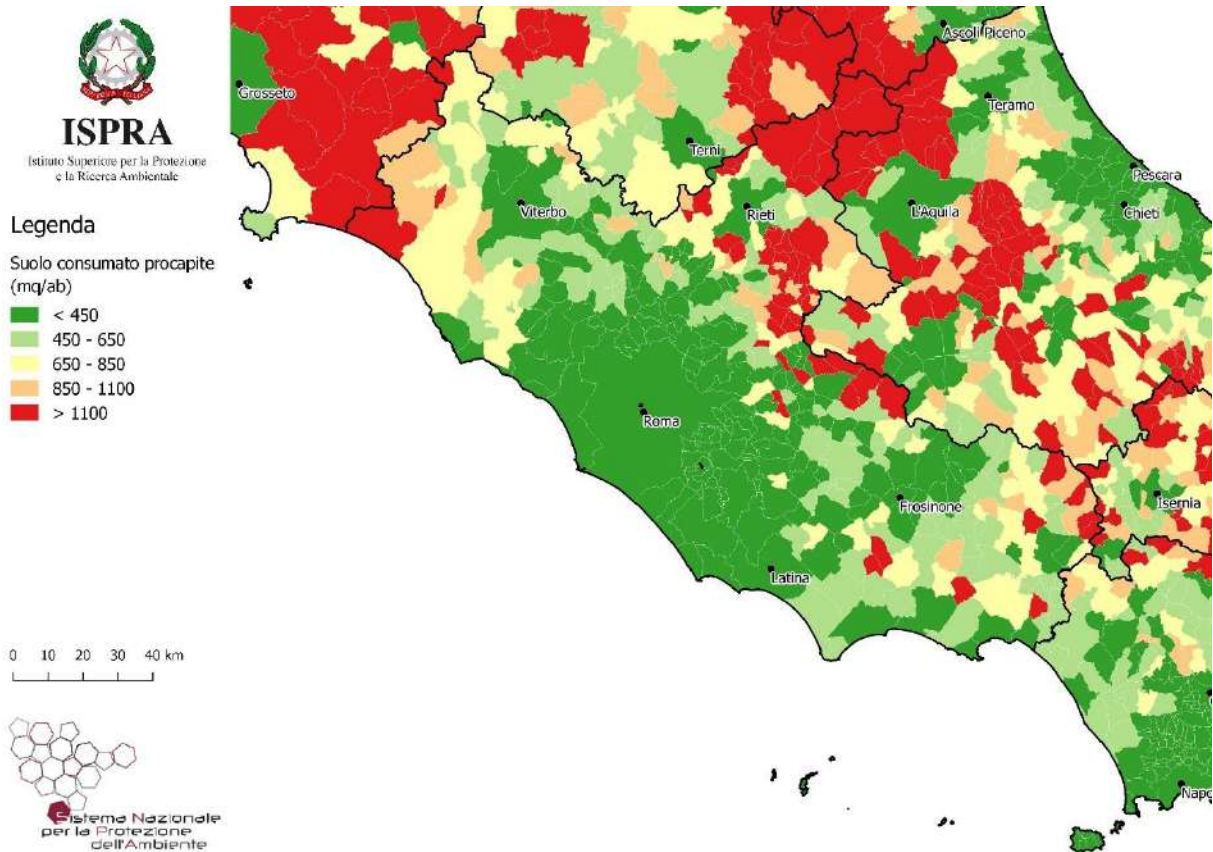 ISPRA
Istituto Superiore per la Protezione
e la Ricerca Ambientale
Legenda
Suolo consumato procapite
(mq/ab)
< 450
450 - 650
650 - 850
850 - 1100
> 1100
0 10 20 30 40 km
Sistema Nazionale
per la Protezione
dell'Ambiente
Ascoli Piceno
Grosseto
Teramo
Terni
Pescara
Viterbo
Rieti
L'Aquila
Chieti
Roma
Frosinone
Isernia
Latina
Napo